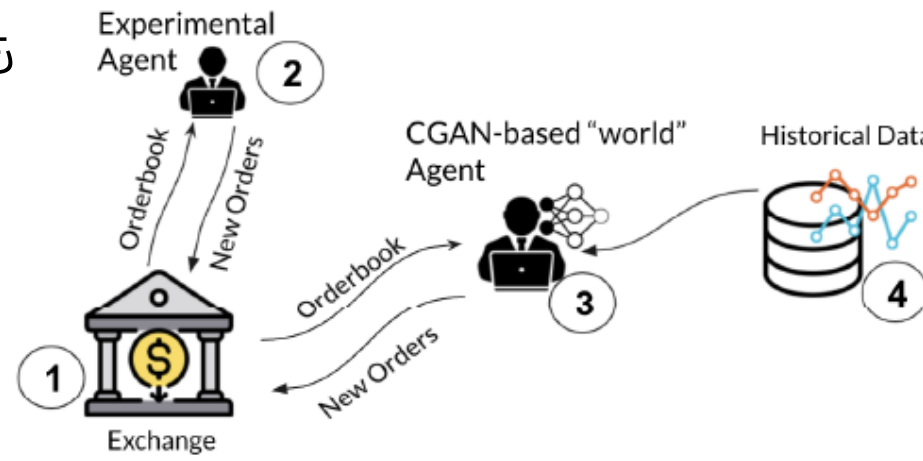 Experimental
Agent
2
Orderbook
New Orders
CGAN-based “world”
Agent
Historical Data
Orderbook
New Orders
3
4
1
$
Exchange